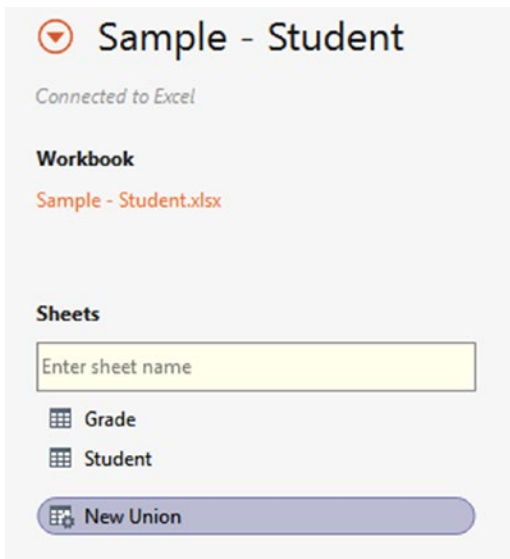 Sample - Student
Connected to Excel
Workbook
Sample - Student.xlsx
Sheets
Enter sheet name
Grade
Student
New Union